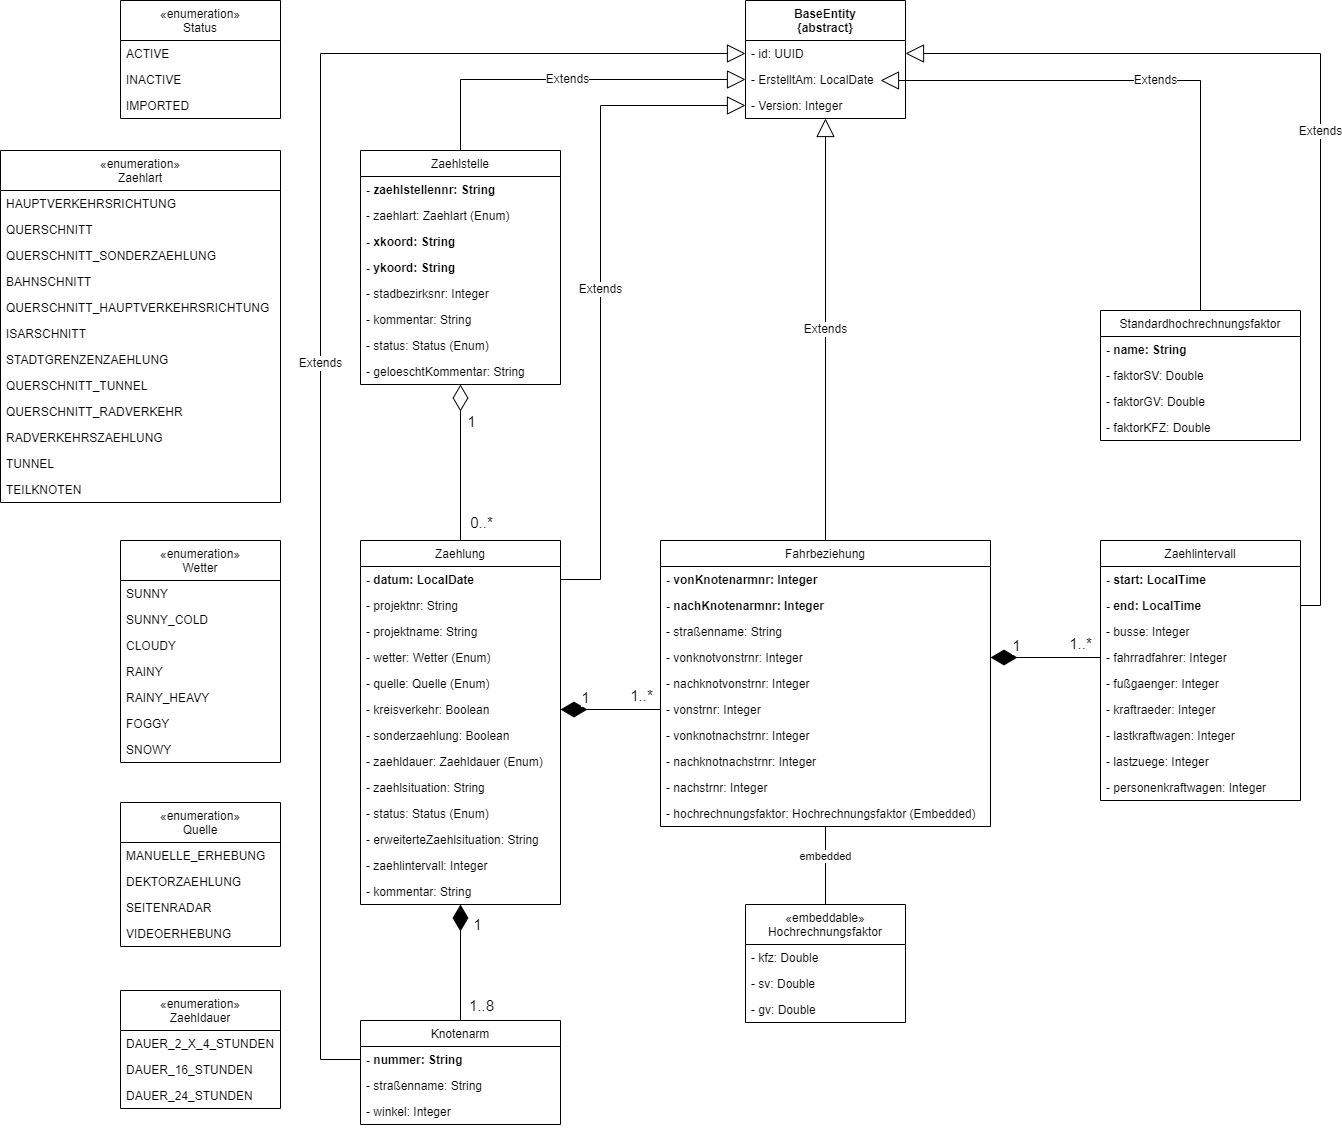 «enumeration»
Status
ACTIVE
INACTIVE
IMPORTED
BaseEntity
{abstract}
- id: UUID
- ErstelltAm: LocalDate
- Version: Integer
Extends
Extends
Extends
Extends
Extends
Extends
«enumeration»
Zaehlart
HAUPTVERKEHRSRICHTUNG
QUERSCHNITT
QUERSCHNITT_SONDERZAEHLUNG
BAHNSCHNITT
QUERSCHNITT_HAUPTVERKEHRSRICHTUNG
ISARSCHNITT
STADTGRENZENZAEHLUNG
QUERSCHNITT_TUNNEL
QUERSCHNITT_RADVERKEHR
RADVERKEHRSZAEHLUNG
TUNNEL
TEILKNOTEN
Zaehlstelle
- zaehlstellennr: String
- zaehlart: Zaehlart (Enum)
- xkoord: String
- ykoord: String
- stadbezirksnr: Integer
- kommentar: String
- status: Status (Enum)
- geloeschtKommentar: String
1
0..*
Standardhochrechnungsfaktor
- name: String
- faktorSV: Double
- faktorGV: Double
- faktorKFZ: Double
«enumeration»
Wetter
SUNNY
SUNNY_COLD
CLOUDY
RAINY
RAINY_HEAVY
FOGGY
SNOWY
Zaehlung
- datum: LocalDate
- projektnr: String
- projektname: String
- wetter: Wetter (Enum)
- quelle: Quelle (Enum)
- kreisverkehr: Boolean
- sonderzaehlung: Boolean
- zaehldauer: Zaehldauer (Enum)
- zaehlsituation: String
- status: Status (Enum)
- erweiterteZaehlsituation: String
- zaehlintervall: Integer
- kommentar: String
1
1..*
Fahrbeziehung
- vonKnotenarmnr: Integer
- nachKnotenarmnr: Integer
- straßenname: String
- vonknotvonstrnr: Integer
- nachknotvonstrnr: Integer
- vonstrnr: Integer
- vonknotnachstrnr: Integer
- nachknotnachstrnr: Integer
- nachstrnr: Integer
- hochrechnungsfaktor: Hochrechnungsfaktor (Embedded)
1
1..*
Zaehlintervall
- start: LocalTime
- end: LocalTime
- busse: Integer
- fahrradfahrer: Integer
- fußgaenger: Integer
- kraftraeder: Integer
- lastkraftwagen: Integer
- lastzuege: Integer
- personenkraftwagen: Integer
«enumeration»
Quelle
MANUELLE_ERHEBUNG
DEKTORZAEHLUNG
SEITENRADAR
VIDEOERHEBUNG
embedded
«embeddable»
Hochrechnungsfaktor
- kfz: Double
- sv: Double
- gv: Double
1
1..8
«enumeration»
Zaehldauer
DAUER_2_X_4_STUNDEN
DAUER_16_STUNDEN
DAUER_24_STUNDEN
Knotenarm
- nummer: String
- straßenname: String
- winkel: Integer